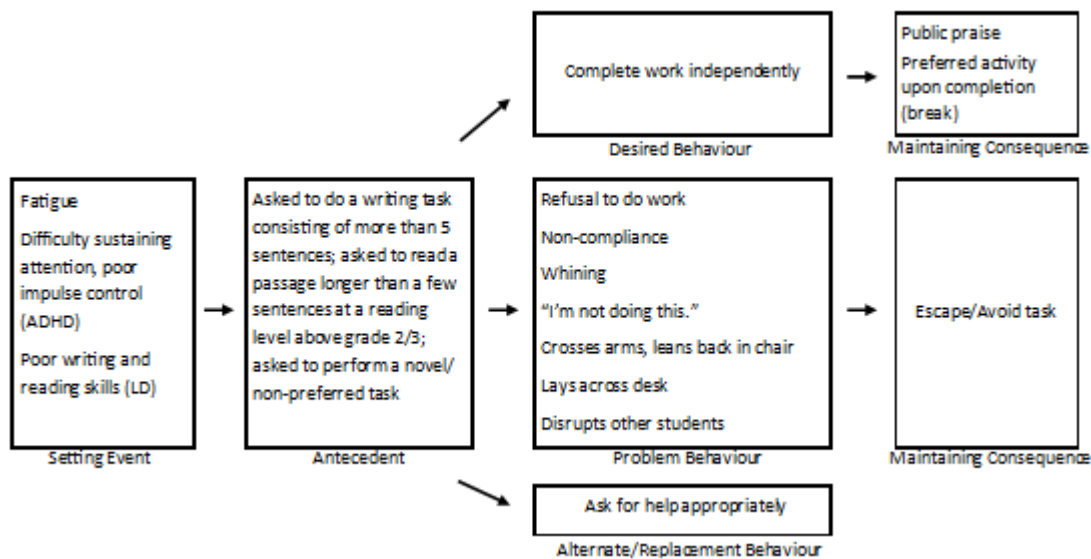 Complete work independently
Desired Behaviour
Public praise
Preferred activity
upon completion
(break)
Maintaining Consequence
Fatigue
Difficulty sustaining
attention, poor
impulse control
(ADHD)
Poor writing and
reading skills (LD)
Setting Event
Asked to do a writing task
consisting of more than 5
sentences; asked to read a
passage longer than a few
sentences at a reading
level above grade 2/3;
asked to perform a novel/
non-preferred task
Antecedent
Refusal to do work
Non-compliance
Whining
“I’m not doing this.”
Crosses arms, leans back in chair
Lays across desk
Disrupts other students
Problem Behaviour
Escape/Avoid task
Maintaining Consequence
Ask for help appropriately
Alternate/Replacement Behaviour